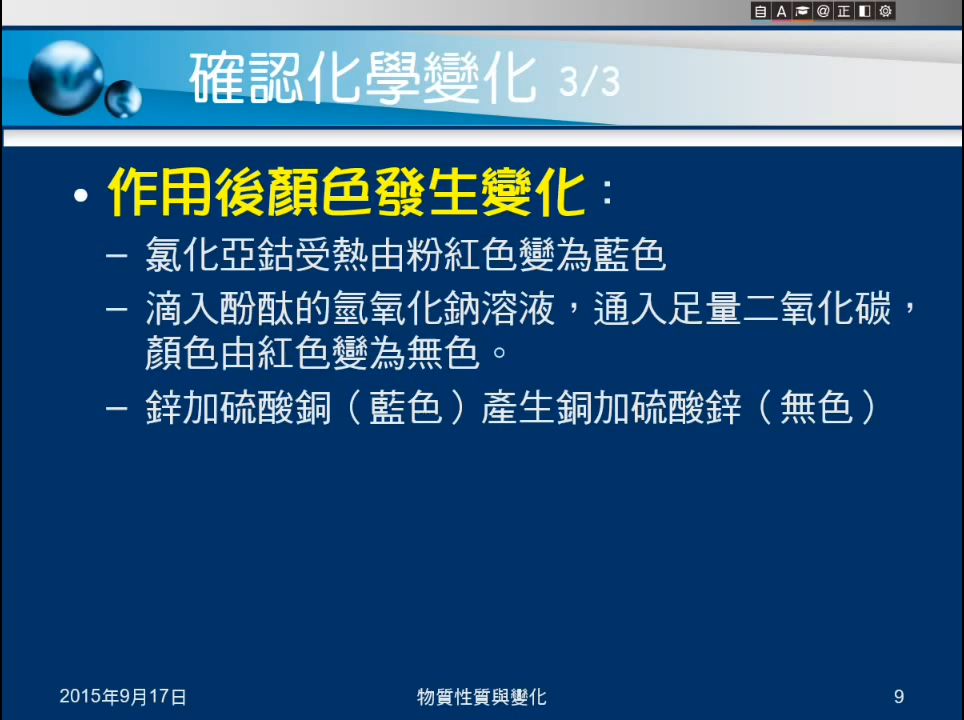 自 A @ 正
確認化學變化 3/3
• 作用後顏色發生變化：
– 氯化亞鈷受熱由粉紅色變為藍色
– 滴入酚酞的氫氧化鈉溶液，通入足量二氧化碳，
顏色由紅色變為無色。
– 鋅加硫酸銅（藍色）產生銅加硫酸鋅（無色）
2015年9月17日
物質性質與變化
9